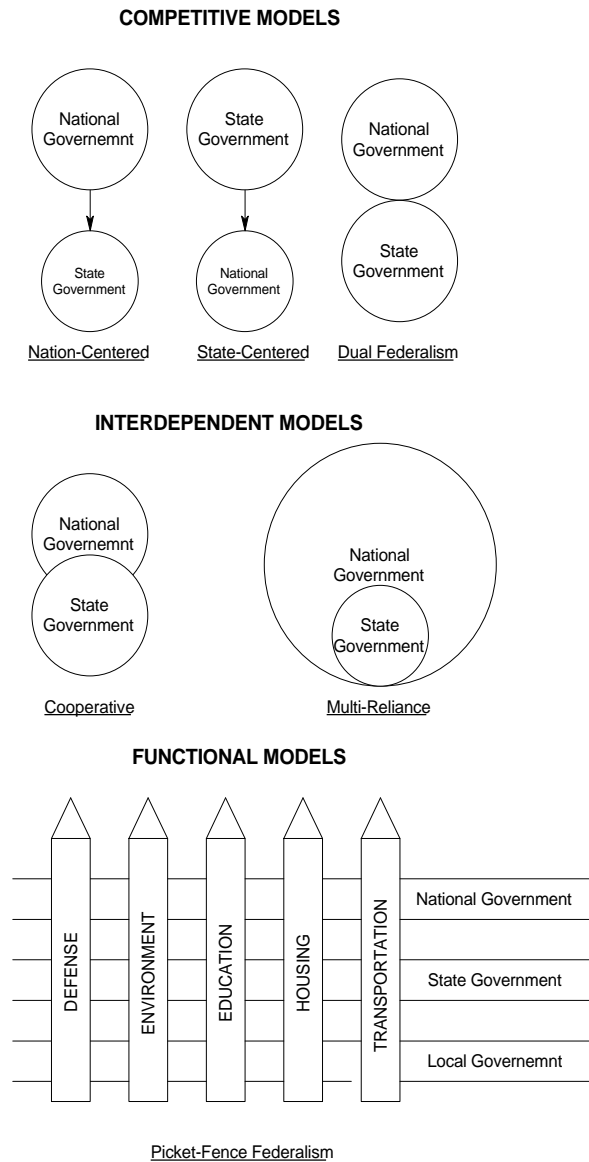 COMPETITIVE MODELS
National
Governemnt
State
Government
National
Government
State
Government
National
Government
State
Government
Nation-Centered
State-Centered
Dual Federalism
INTERDEPENDENT MODELS
National
Governemnt
State
Government
National
Government
State
Government
Cooperative
Multi-Reliance
FUNCTIONAL MODELS
DEFENSE
ENVIRONMENT
EDUCATION
HOUSING
TRANSPORTATION
National Government
State Government
Local Governemnt
Picket-Fence Federalism